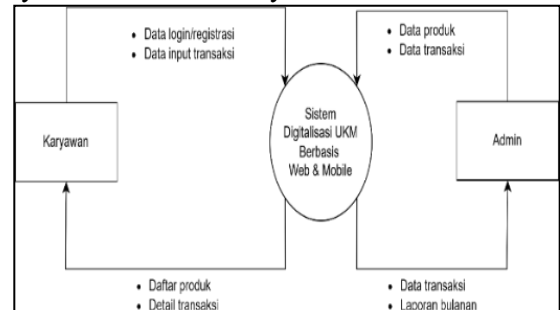 • Data login/registrasi
• Data input transaksi
• Data produk
• Data transaksi
Karyawan
Sistem
Digitalisasi UKM
Berbasis
Web & Mobile
Admin
• Daftar produk
• Detail transaksi
• Data transaksi
• Laporan bulanan